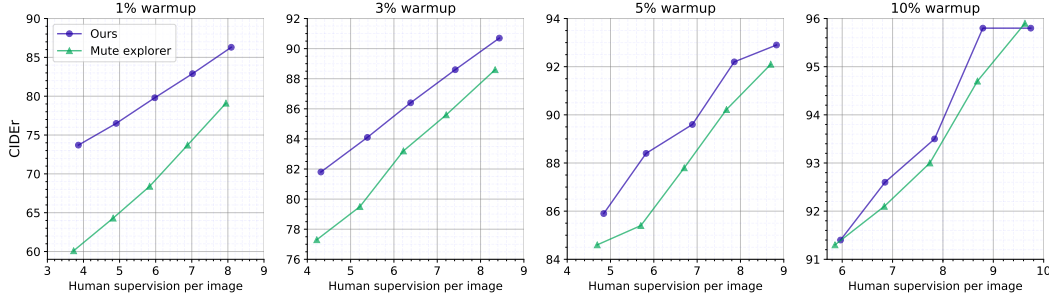 1% warmup
CIDEr
90
85
80
75
70
65
60
3 4 5 6 7 8 9
Human supervision per image
Ours
Mute explorer
3% warmup
92
90
88
86
84
82
80
78
76
4 5 6 7 8 9
Human supervision per image
5% warmup
94
92
90
88
86
84
4 5 6 7 8 9
Human supervision per image
10% warmup
96
95
94
93
92
91
6 7 8 9 10
Human supervision per image